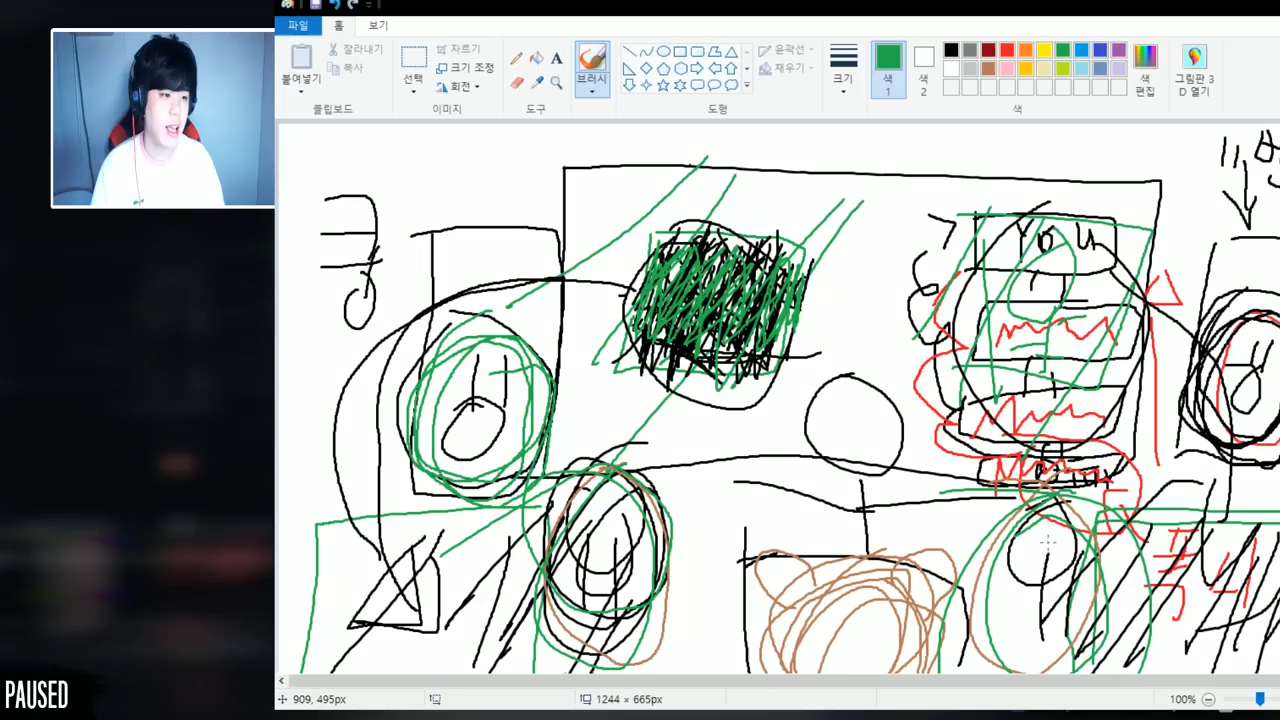 파일 홈 보기
붙여넣기 잘라내기 복사
선택 자르기 크기 조정 회전
브러시
윤곽선 채우기
크기
색 1
색 2
색 편집
그림판 3D 열기
클립보드 이미지 도구 도형 색
YOU
909, 495px 1244 × 665px 100%
PAUSED